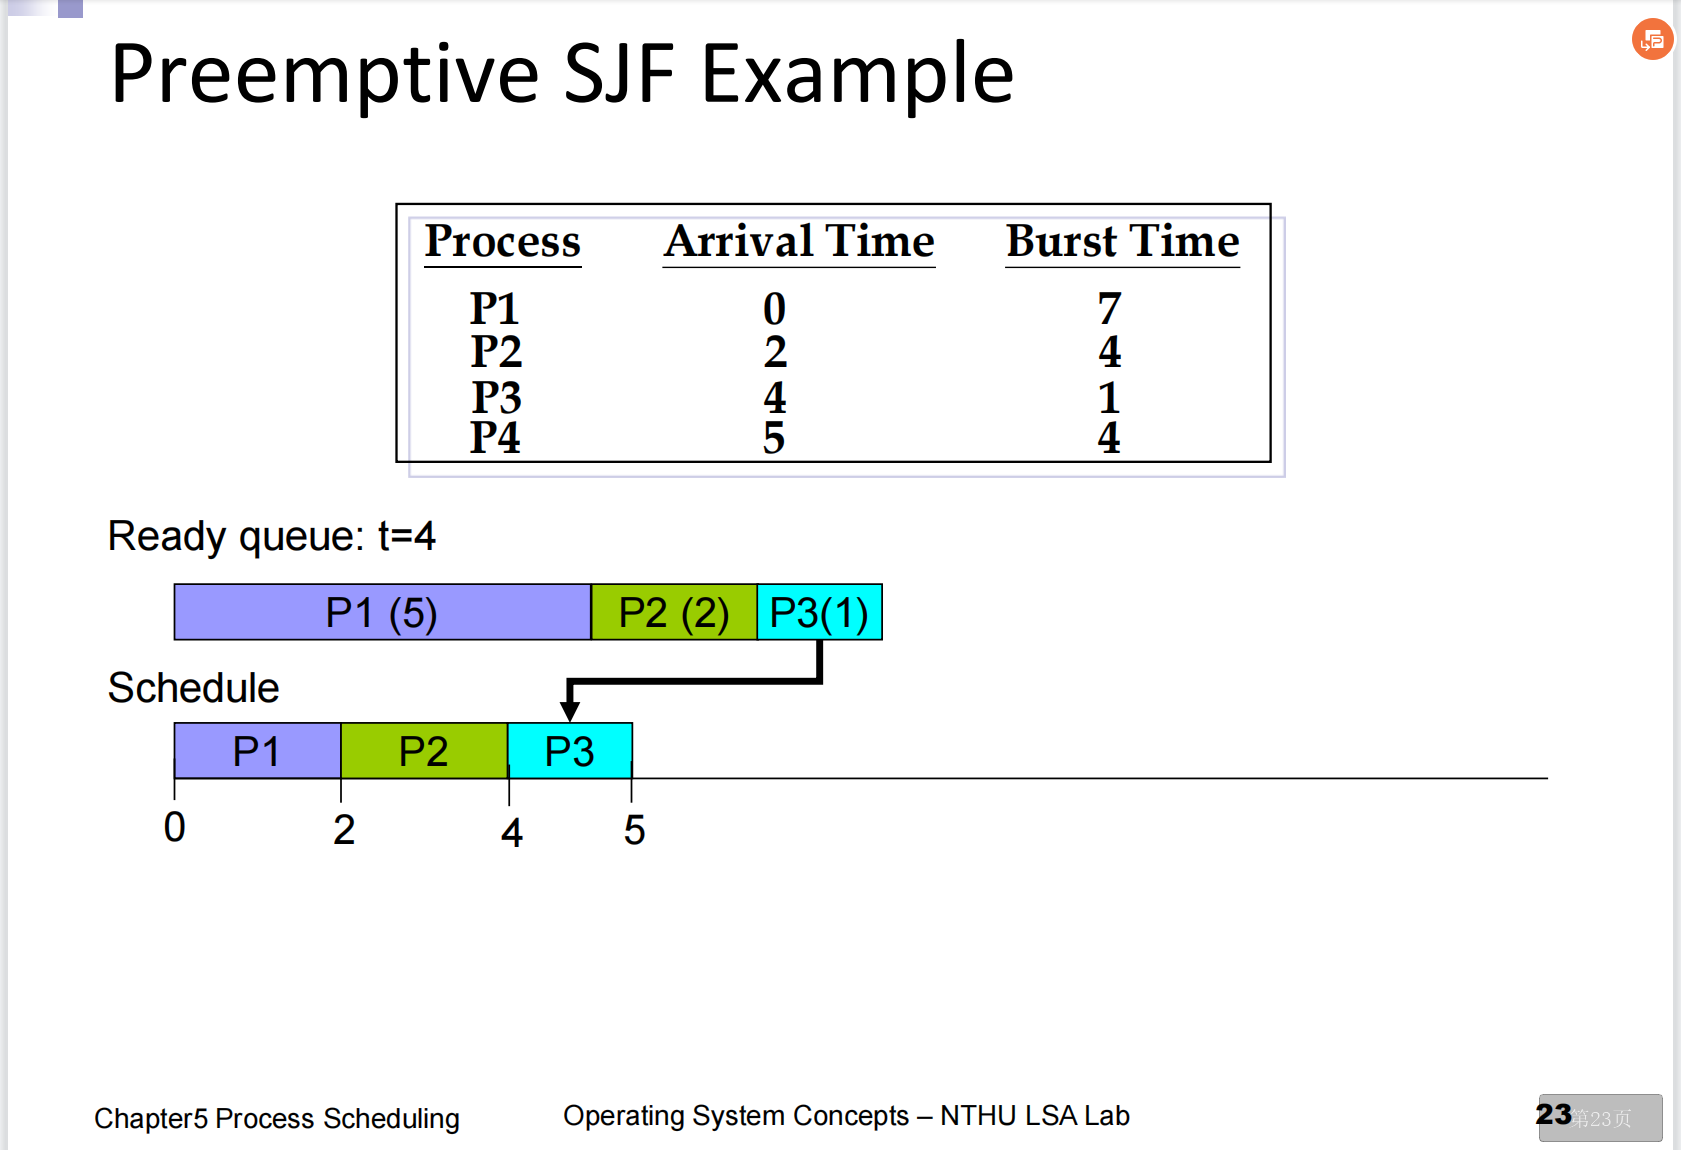 Preemptive SJF Example
Process Arrival Time Burst Time
P1 0 7
P2 2 4
P3 4 1
P4 5 4
Ready queue: t=4
P1 (5) P2 (2) P3(1)
Schedule
P1 P2 P3
0 2 4 5
Chapter5 Process Scheduling Operating System Concepts – NTHU LSA Lab 23 第23页